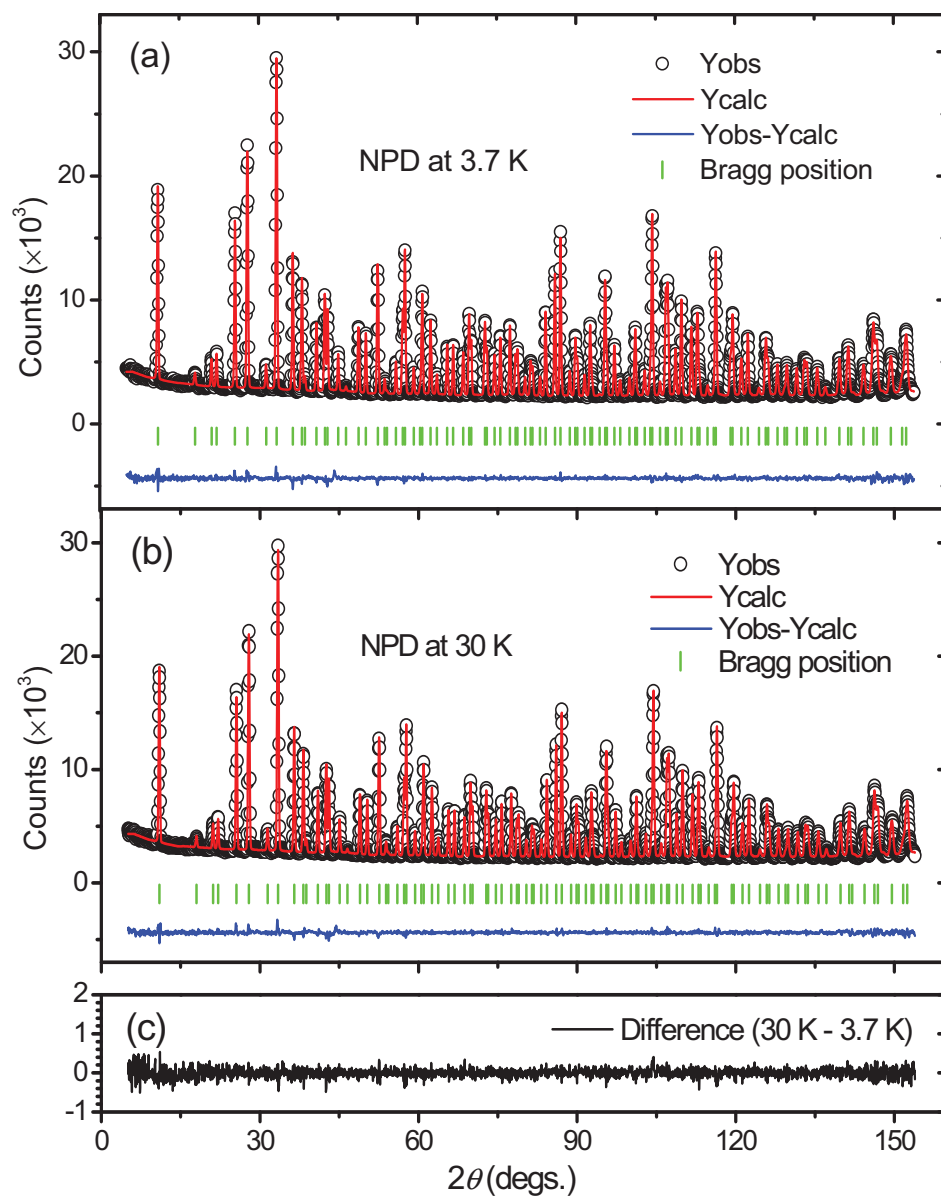 (a)
Yobs
Ycalc
Yobs-Ycalc
Bragg position
NPD at 3.7 K
Counts (×10³)
30
20
10
0
(b)
Yobs
Ycalc
Yobs-Ycalc
Bragg position
NPD at 30 K
Counts (×10³)
30
20
10
0
(c)
Difference (30 K - 3.7 K)
2
1
0
-1
0 30 60 90 120 150
2θ (degs.)